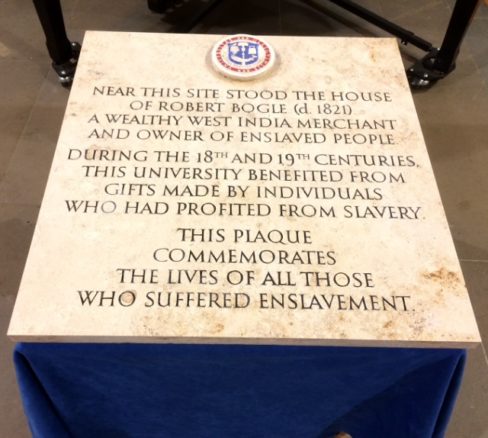 NEAR THIS SITE STOOD THE HOUSE
OF ROBERT BOGLE (d. 1821)
A WEALTHY WEST INDIA MERCHANT
AND OWNER OF ENSLAVED PEOPLE
DURING THE 18TH AND 19TH CENTURIES,
THIS UNIVERSITY BENEFITED FROM
GIFTS MADE BY INDIVIDUALS
WHO HAD PROFITED FROM SLAVERY.
THIS PLAQUE
COMMEMORATES
THE LIVES OF ALL THOSE
WHO SUFFERED ENSLAVEMENT